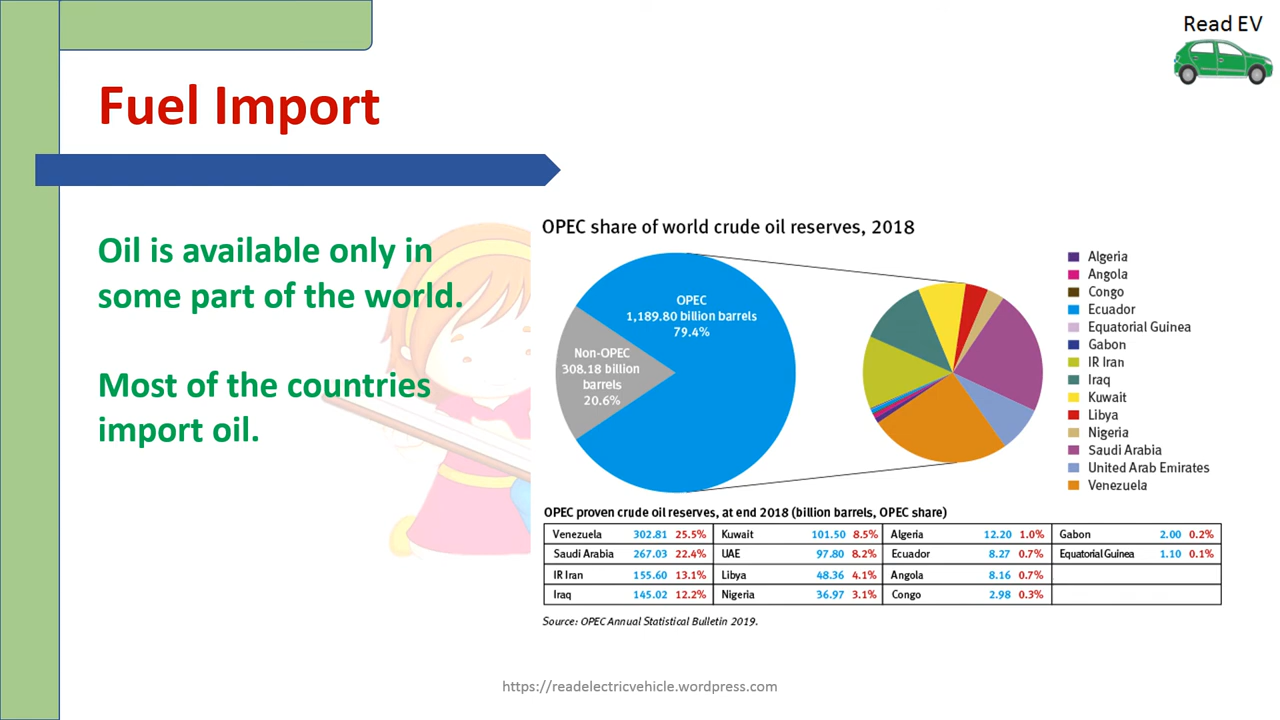 Read EV
Fuel Import
Oil is available only in
some part of the world.
Most of the countries
import oil.
OPEC share of world crude oil reserves, 2018
OPEC
1,189.80 billion barrels
79.4%
Non-OPEC
308.18 billion
barrels
20.6%
Algeria
Angola
Congo
Ecuador
Equatorial Guinea
Gabon
IR Iran
Iraq
Kuwait
Libya
Nigeria
Saudi Arabia
United Arab Emirates
Venezuela
OPEC proven crude oil reserves, at end 2018 (billion barrels, OPEC share)
Venezuela 302.81 25.5% Kuwait 101.50 8.5% Algeria 12.20 1.0% Gabon 2.00 0.2%
Saudi Arabia 267.03 22.4% UAE 97.80 8.2% Ecuador 8.27 0.7% Equatorial Guinea 1.10 0.1%
IR Iran 155.60 13.1% Libya 48.36 4.1% Angola 8.16 0.7%
Iraq 145.02 12.2% Nigeria 36.97 3.1% Congo 2.98 0.3%
Source: OPEC Annual Statistical Bulletin 2019.
https://readelectricvehicle.wordpress.com